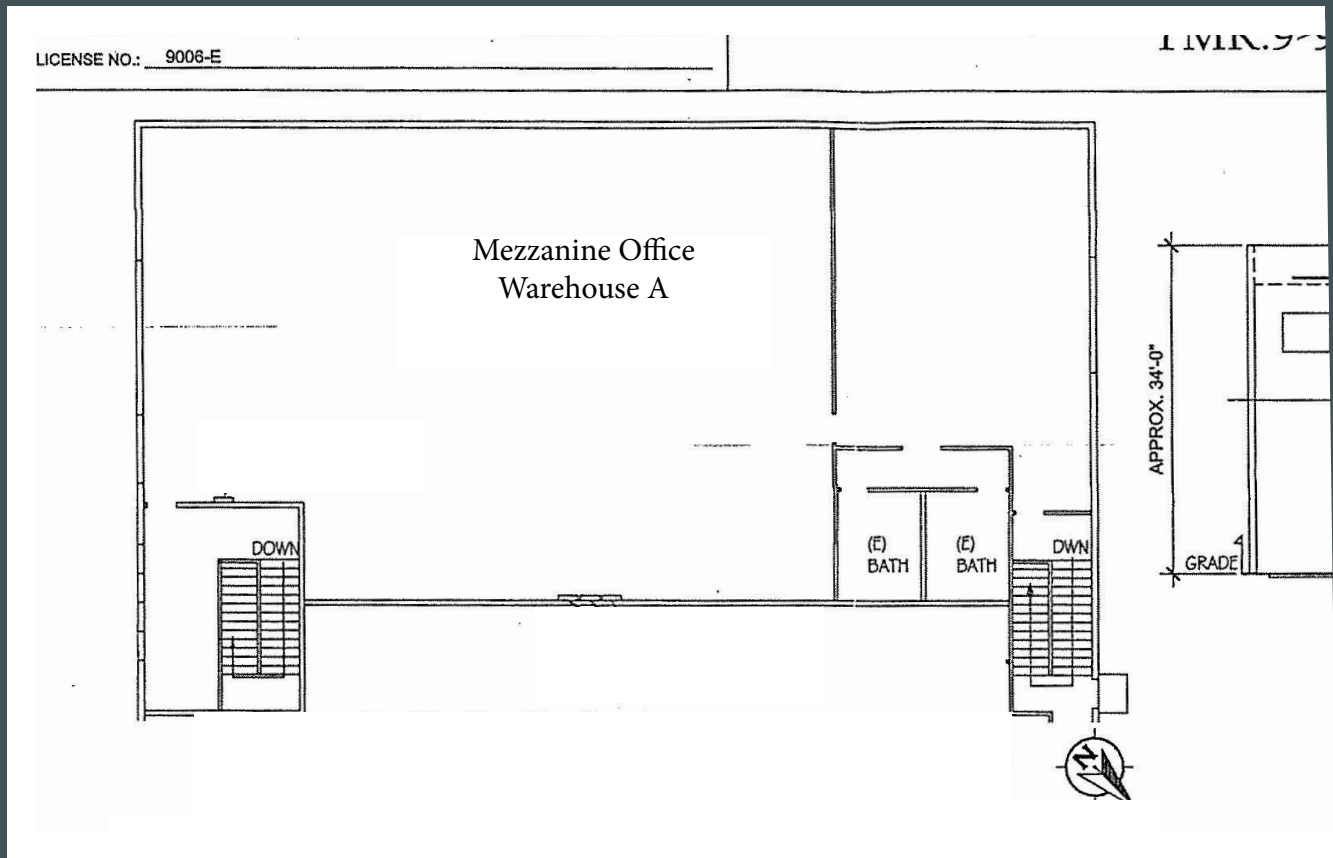 LICENSE NO.: 9006-E
Mezzanine Office
Warehouse A
APPROX. 34'-0"
DOWN
(E)
BATH
(E)
BATH
DWN
GRADE
N